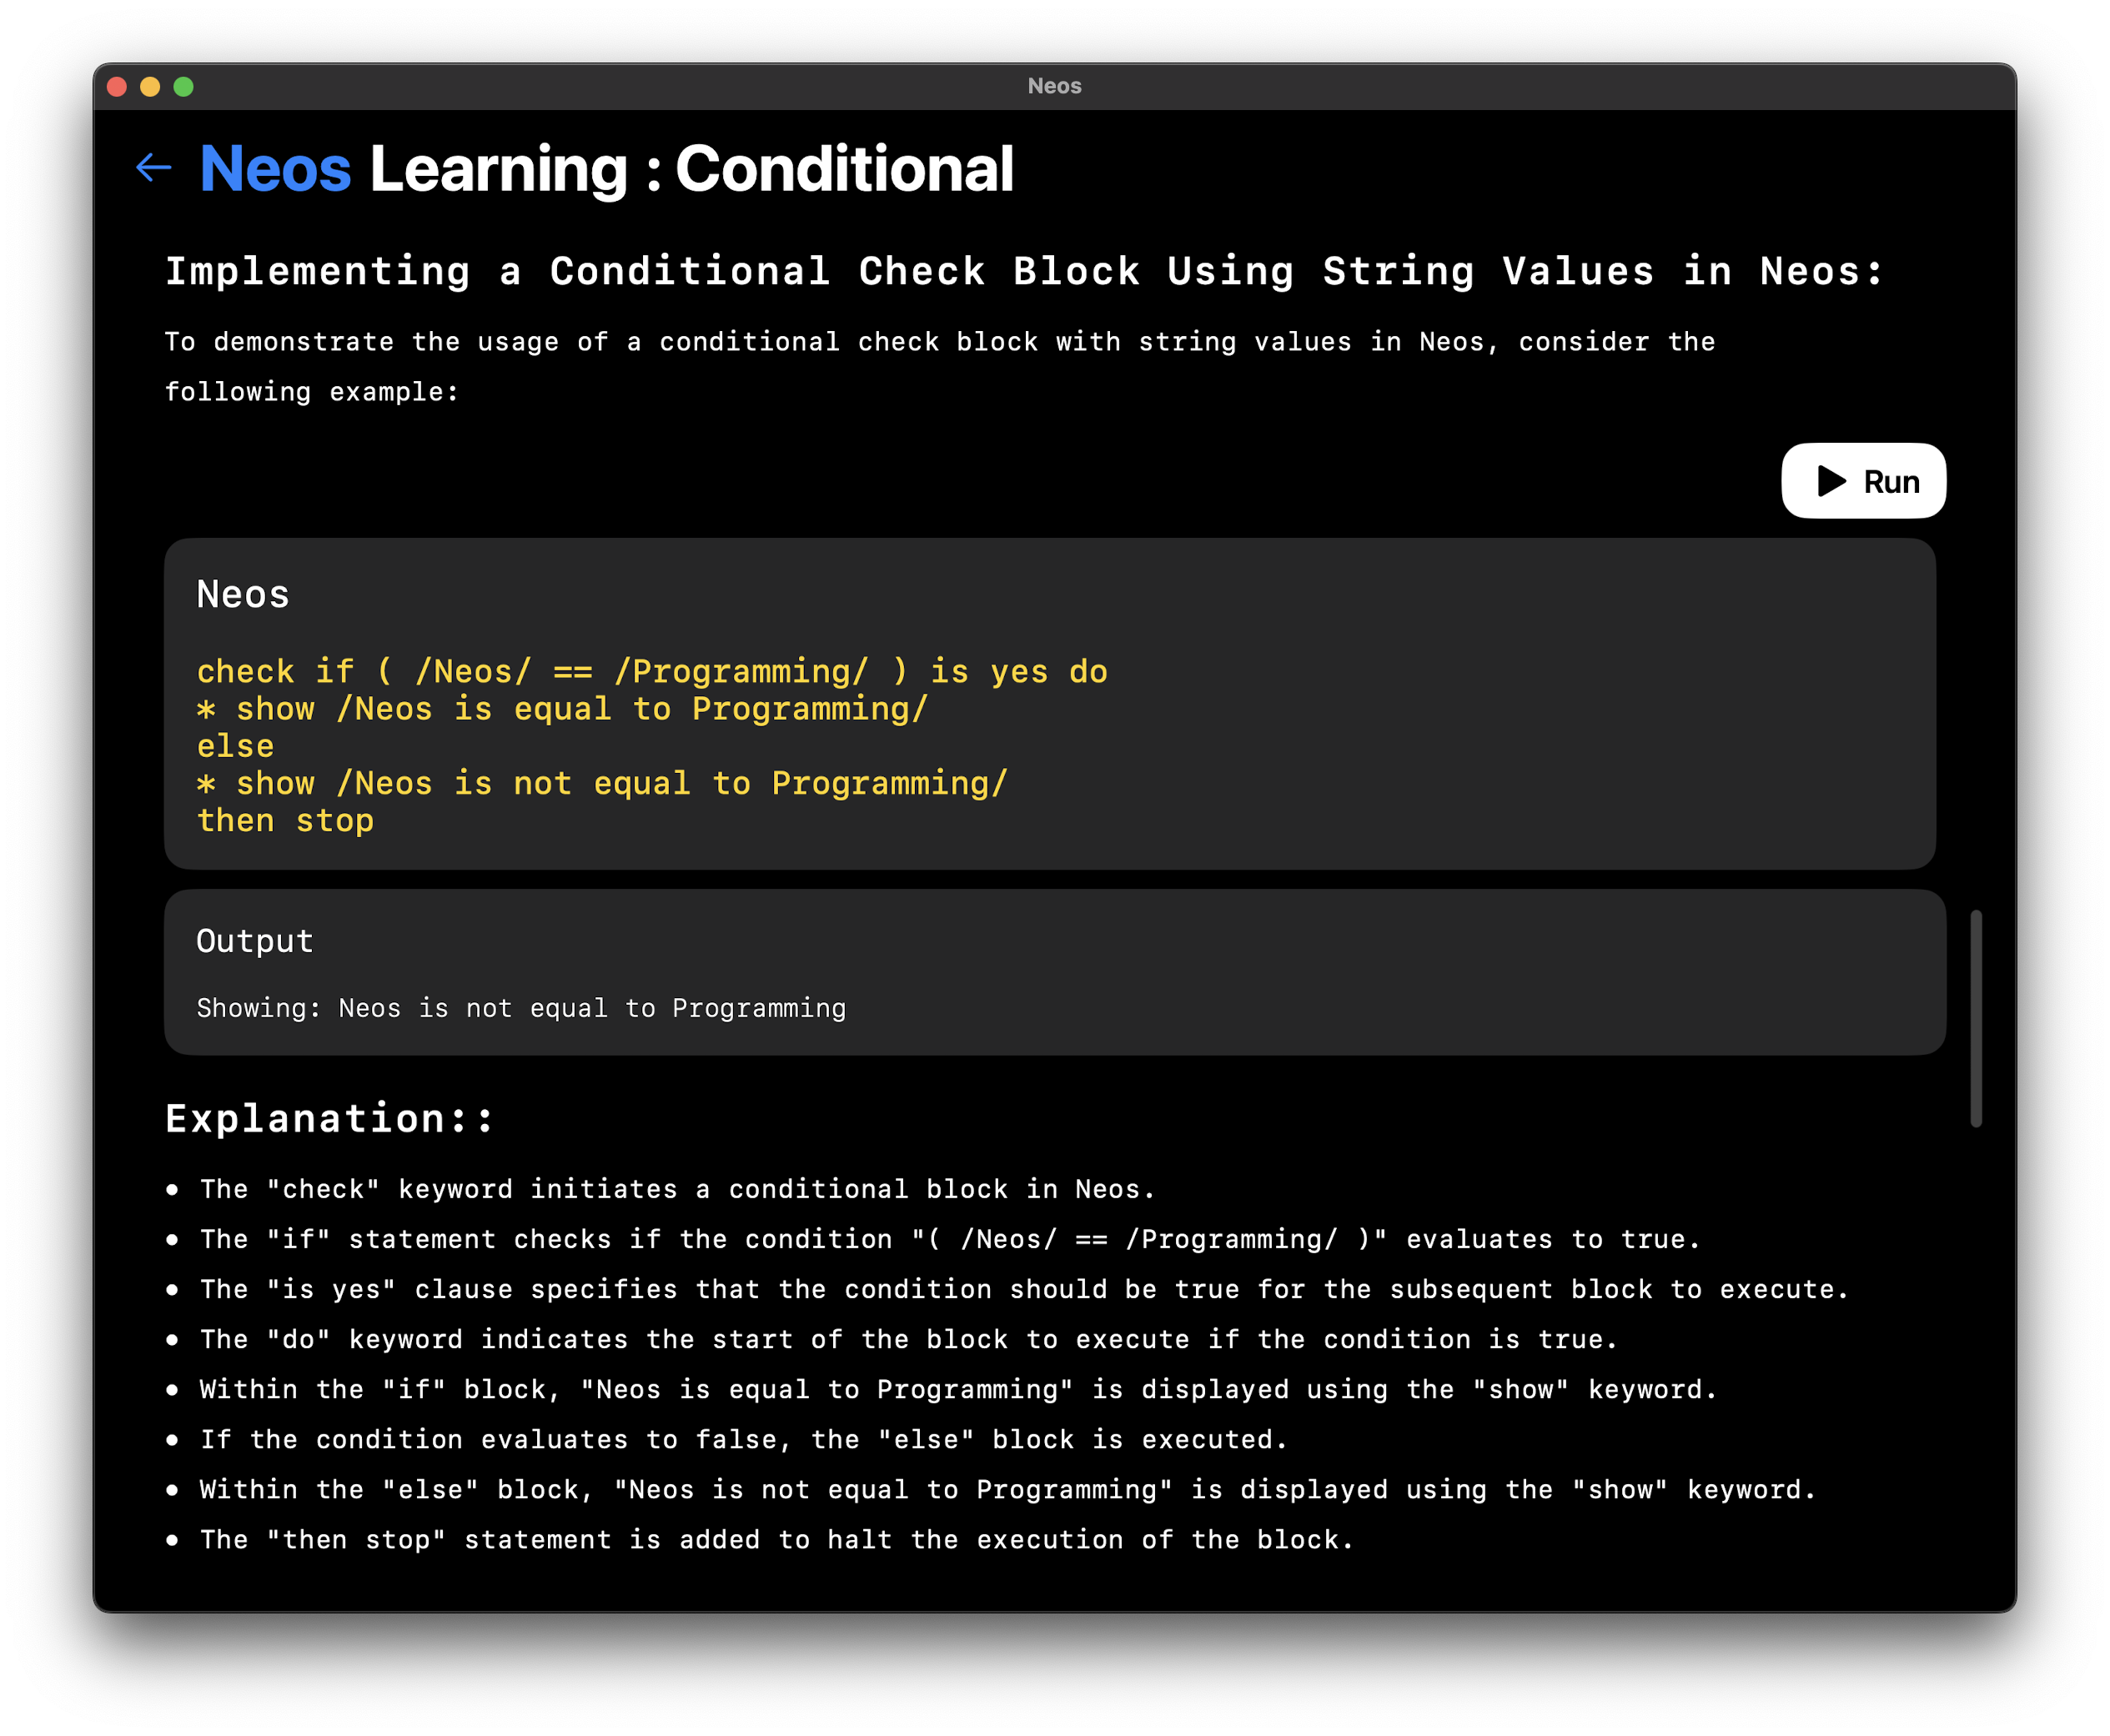 Neos
← Neos Learning : Conditional
Implementing a Conditional Check Block Using String Values in Neos:
To demonstrate the usage of a conditional check block with string values in Neos, consider the
following example:
Run
Neos
check if ( /Neos/ == /Programming/ ) is yes do
* show /Neos is equal to Programming/
else
* show /Neos is not equal to Programming/
then stop
Output
Showing: Neos is not equal to Programming
Explanation::
• The "check" keyword initiates a conditional block in Neos.
• The "if" statement checks if the condition "( /Neos/ == /Programming/ )" evaluates to true.
• The "is yes" clause specifies that the condition should be true for the subsequent block to execute.
• The "do" keyword indicates the start of the block to execute if the condition is true.
• Within the "if" block, "Neos is equal to Programming" is displayed using the "show" keyword.
• If the condition evaluates to false, the "else" block is executed.
• Within the "else" block, "Neos is not equal to Programming" is displayed using the "show" keyword.
• The "then stop" statement is added to halt the execution of the block.